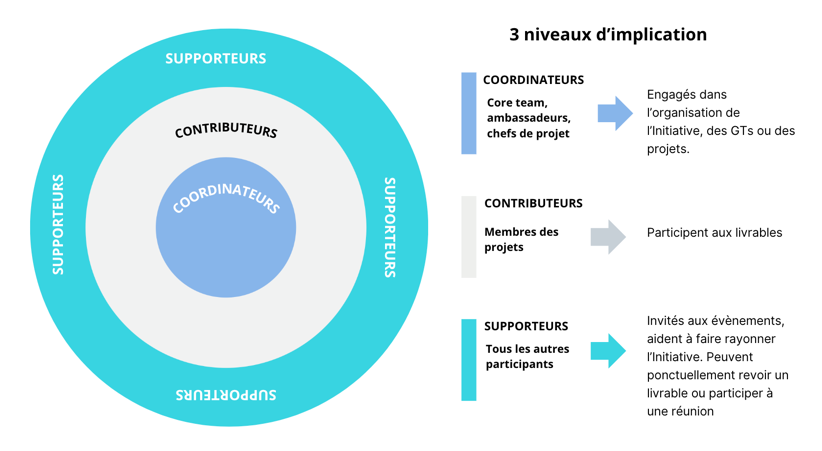 SUPPORTEURS
CONTRIBUTEURS
COORDINATEURS
SUPPORTEURS
SUPPORTEURS
SUPPORTEURS
3 niveaux d’implication
COORDINATEURS
Core team,
ambassadeurs,
chefs de projet
Engagés dans
l’organisation de
l’Initiative, des GTs ou des
projets.
CONTRIBUTEURS
Membres des
projets
Participent aux livrables
SUPPORTEURS
Tous les autres
participants
Invités aux évènements,
aident à faire rayonner
l’Initiative. Peuvent
ponctuellement revoir un
livrable ou participer à
une réunion